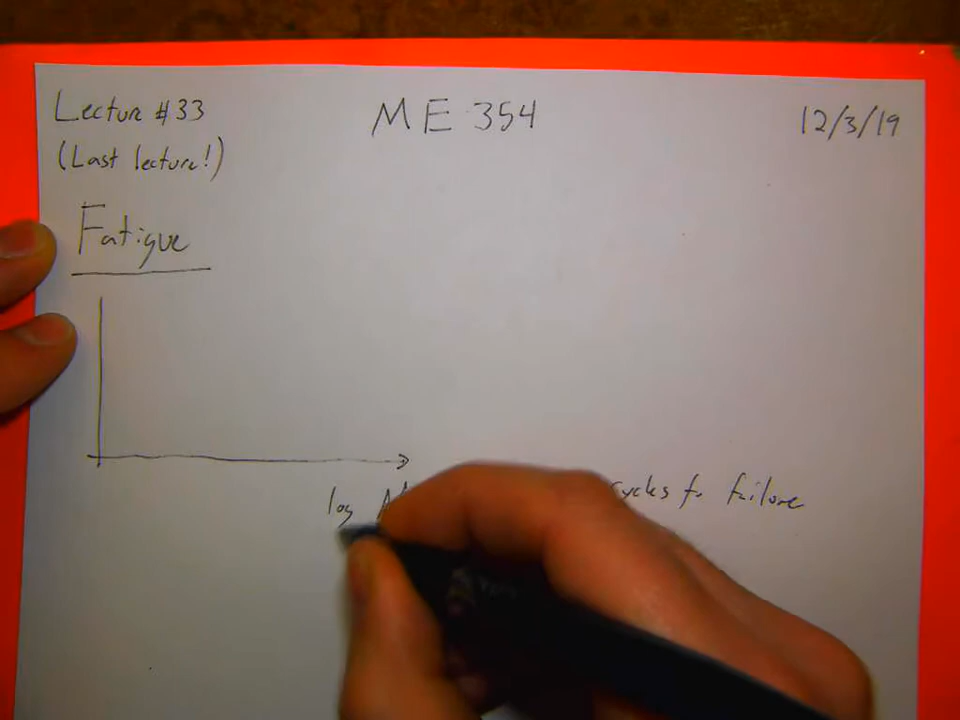 Lecture #33
ME 354
12/3/19
(Last lecture!)
Fatigue
log
cycles to failure